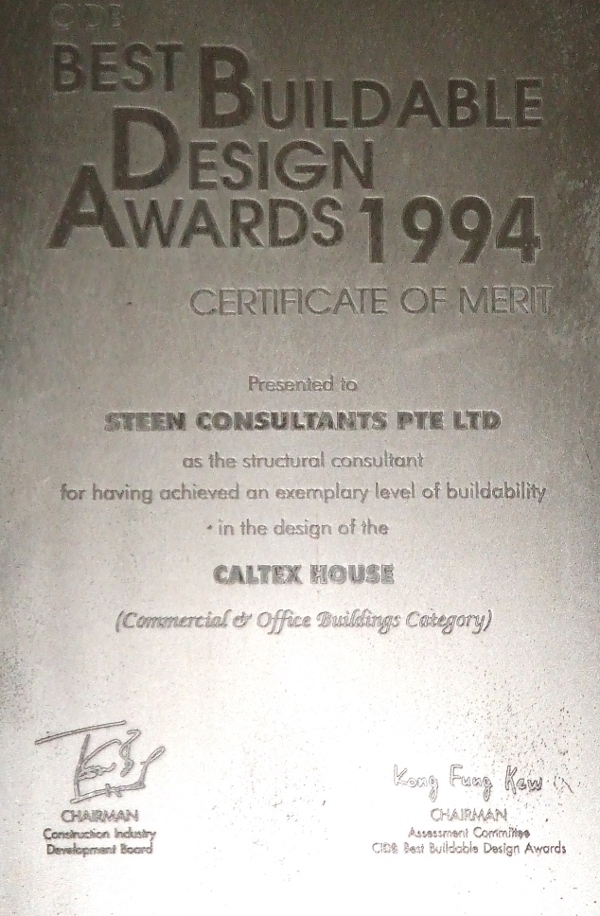 CIDB
BEST BUILDABLE
DESIGN
AWARDS 1994
CERTIFICATE OF MERIT
Presented to
STEEN CONSULTANTS PTE LTD
as the structural consultant
for having achieved an exemplary level of buildability
in the design of the
CALTEX HOUSE
(Commercial & Office Buildings Category)
Kong Fung Kew
CHAIRMAN
Construction Industry
Development Board
CHAIRMAN
Assessment Committee
CIDB Best Buildable Design Awards